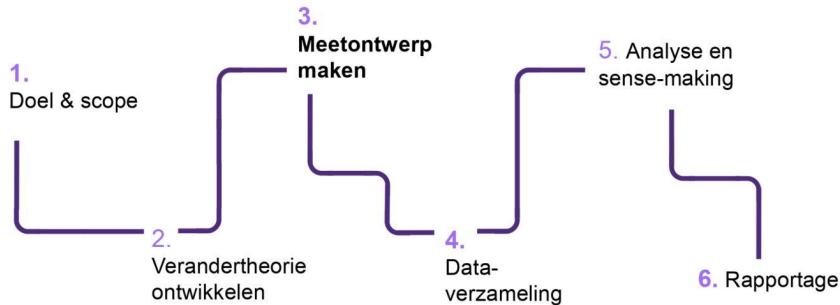 1.
Doel & scope
2.
Verandertheorie
ontwikkelen
3.
Meetontwerp
maken
4.
Data-
verzameling
5. Analyse en
sense-making
6. Rapportage